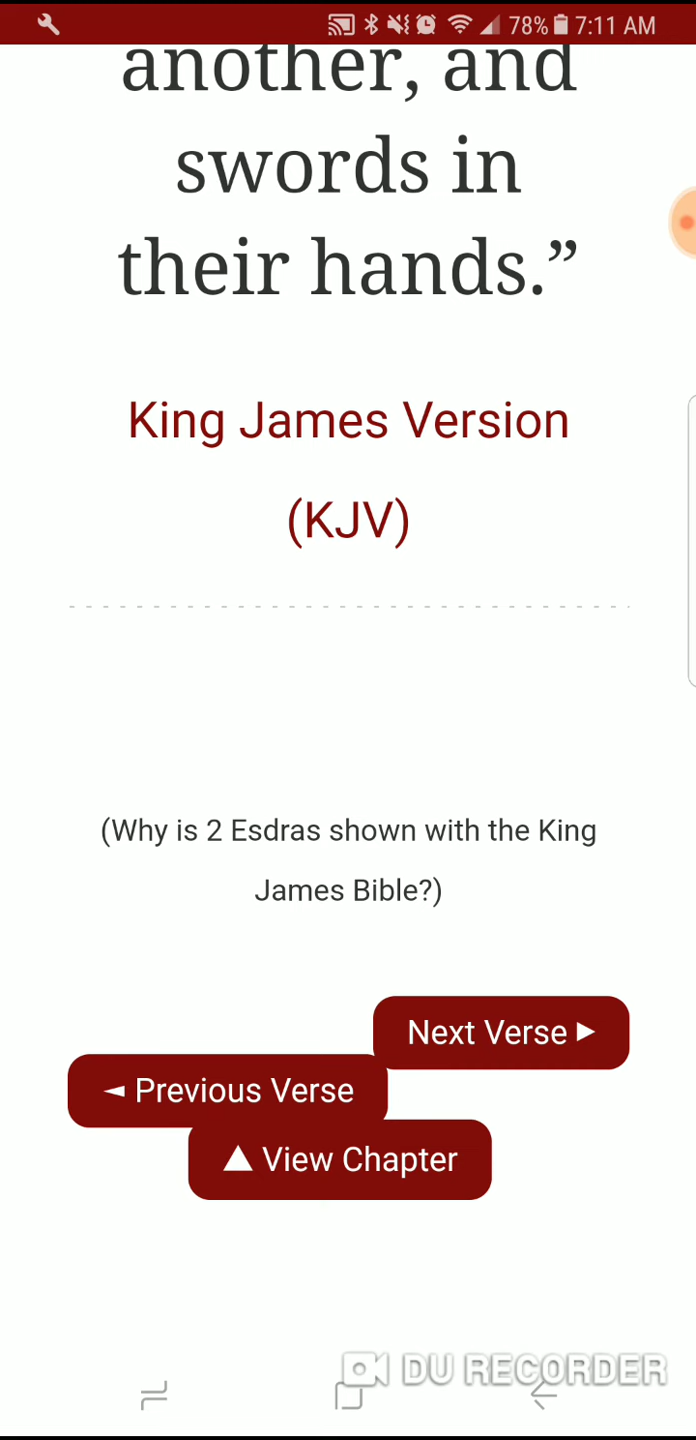 78% 7:11 AM
another, and
swords in
their hands.”
King James Version
(KJV)
(Why is 2 Esdras shown with the King
James Bible?)
Next Verse ►
◄ Previous Verse
▲ View Chapter
DU RECORDER